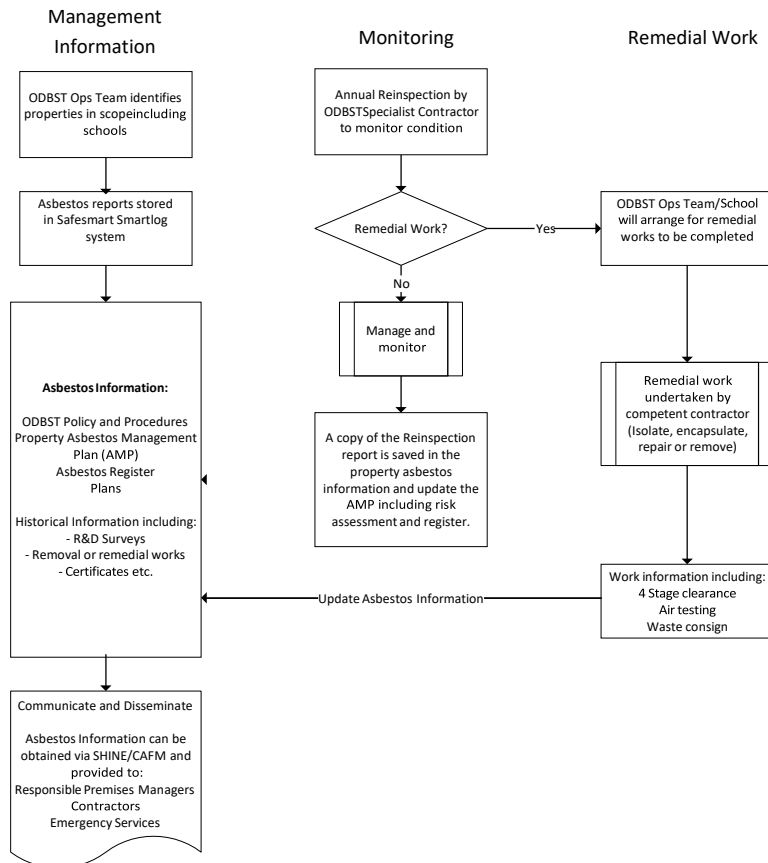 Management
Information
ODBST Ops Team identifies
properties in scopeincluding
schools
Asbestos reports stored
in Safesmart Smartlog
system
Asbestos Information:
ODBST Policy and Procedures
Property Asbestos Management
Plan (AMP)
Asbestos Register
Plans
Historical Information including:
- R&D Surveys
- Removal or remedial works
- Certificates etc.
Communicate and Disseminate
Asbestos Information can be
obtained via SHINE/CAFM and
provided to:
Responsible Premises Managers
Contractors
Emergency Services
Monitoring
Annual Reinspection by
ODBSTSpecialist Contractor
to monitor condition
Remedial Work?
Yes
No
Manage and
monitor
A copy of the Reinspection
report is saved in the
property asbestos
information and update the
AMP including risk
assessment and register.
Update Asbestos Information
Remedial Work
ODBST Ops Team/School
will arrange for remedial
works to be completed
Remedial work
undertaken by
competent contractor
(Isolate, encapsulate,
repair or remove)
Work information including:
4 Stage clearance
Air testing
Waste consign